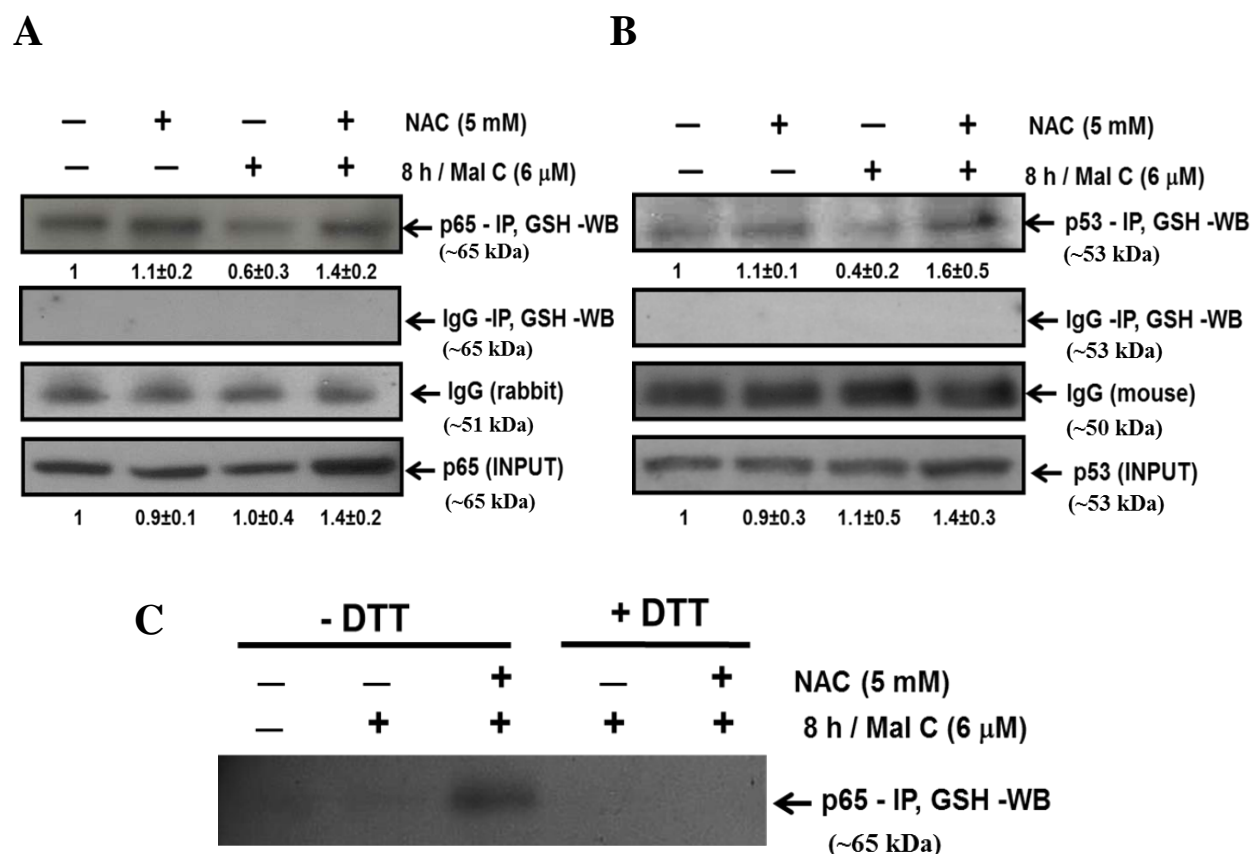 A
— + — + NAC (5 mM)
— — + + 8 h / Mal C (6 μM)
p65 - IP, GSH -WB
(~65 kDa)
1 1.1±0.2 0.6±0.3 1.4±0.2
IgG -IP, GSH -WB
(~65 kDa)
IgG (rabbit)
(~51 kDa)
p65 (INPUT)
(~65 kDa)
1 0.9±0.1 1.0±0.4 1.4±0.2
B
— + — + NAC (5 mM)
— — + + 8 h / Mal C (6 μM)
p53 - IP, GSH -WB
(~53 kDa)
1 1.1±0.1 0.4±0.2 1.6±0.5
IgG -IP, GSH -WB
(~53 kDa)
IgG (mouse)
(~50 kDa)
p53 (INPUT)
(~53 kDa)
1 0.9±0.3 1.1±0.5 1.4±0.3
C
- DTT + DTT
— — + — + NAC (5 mM)
— + + + + 8 h / Mal C (6 μM)
p65 - IP, GSH -WB
(~65 kDa)